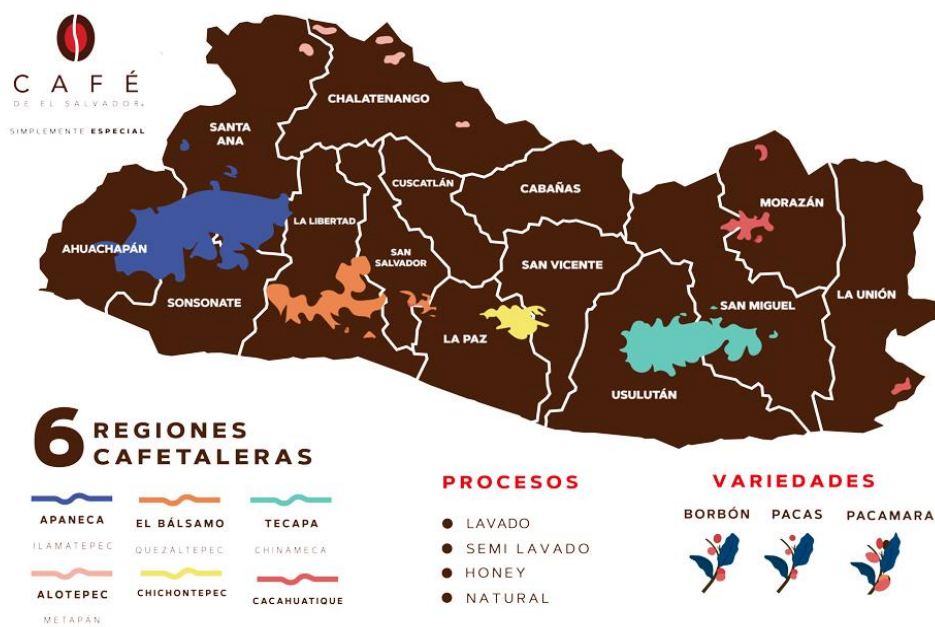 CAFÉ
DE EL SALVADOR
SIMPLEMENTE ESPECIAL
CHALATENANGO
SANTA
ANA
CUSCATLÁN
CABAÑAS
MORAZÁN
LA LIBERTAD
AHUACHAPÁN
SAN
SALVADOR
SAN VICENTE
SONSONATE
SAN MIGUEL
LA UNIÓN
LA PAZ
USULUTÁN
6 REGIONES
CAFETALERAS
APANECA
ILAMATEPEC
EL BÁLSAMO
QUEZALTEPEC
TECAPA
CHINAMECA
ALOTEPEC
METAPÁN
CHICHONTEPEC
CACAHUATIQUE
PROCESOS
● LAVADO
● SEMI LAVADO
● HONEY
● NATURAL
VARIEDADES
BORBÓN
PACAS
PACAMARA